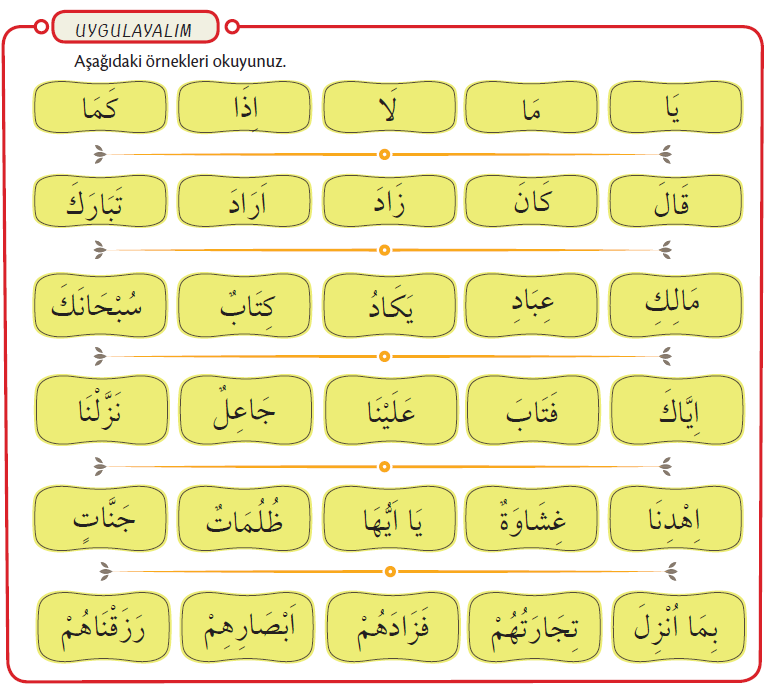 UYGULAYALIM
Aşağıdaki örnekleri okuyunuz.
يَا مَا لَا اِذَا كَمَا
قَالَ كَانَ زَادَ اَرَادَ تَبَارَكَ
مَالِكِ عِبَادِ يَكَادُ كِتَابٌ سُبْحَانَكَ
اِيَّاكَ فَتَابَ عَلَيْنَا جَاعِلٌ نَزَّلْنَا
اِهْدِنَا غِشَاوَةٌ يَا اَيُّهَا ظُلُمَاتٌ جَنَّاتٍ
بِمَا اُنْزِلَ تِجَارَتُهُمْ فَزَادَهُمْ اَبْصَارِهِمْ رَزَقْنَاهُمْ